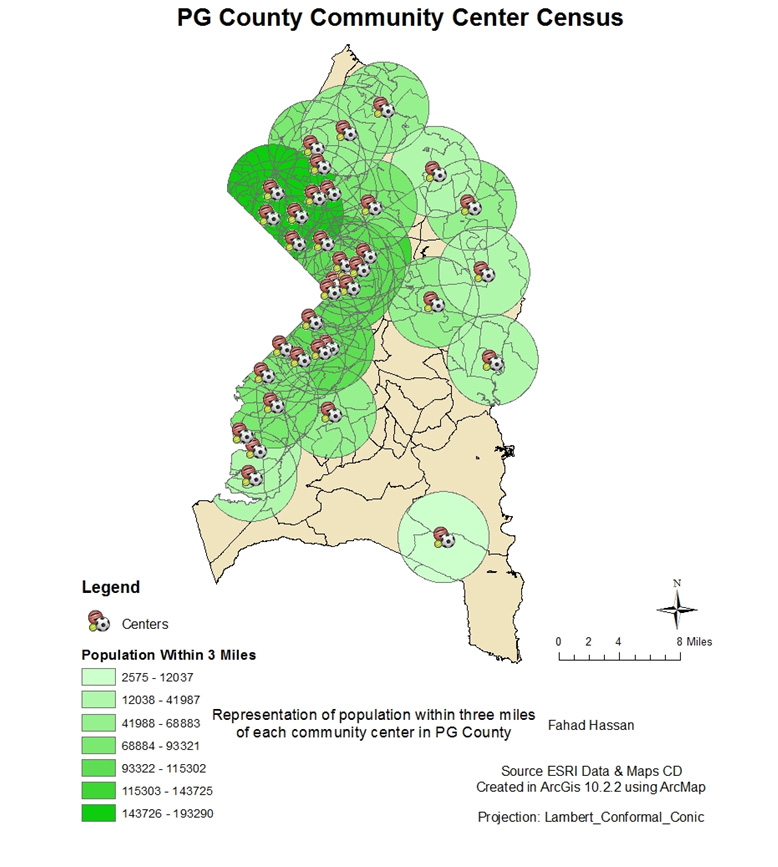 PG County Community Center Census
Legend
Centers
Population Within 3 Miles
2575 - 12037
12038 - 41987
41988 - 68883
68884 - 93321
93322 - 115302
115303 - 143725
143726 - 193290
Representation of population within three miles
of each community center in PG County
N
0 2 4 8 Miles
Fahad Hassan
Source ESRI Data & Maps CD
Created in ArcGis 10.2.2 using ArcMap
Projection: Lambert_Conformal_Conic